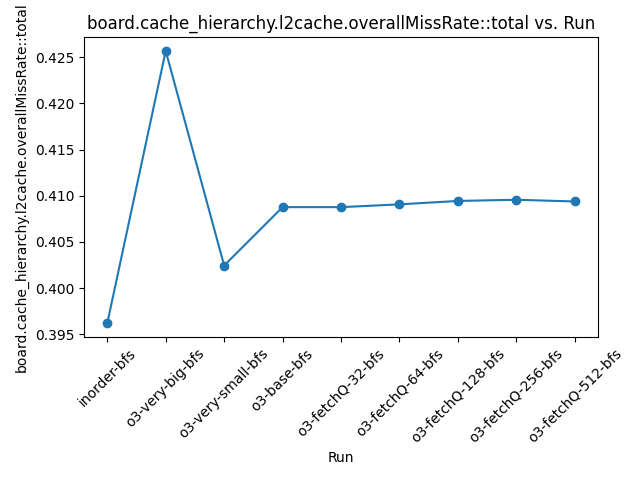 board.cache_hierarchy.l2cache.overallMissRate::total vs. Run
board.cache_hierarchy.l2cache.overallMissRate::total
0.425
0.420
0.415
0.410
0.405
0.400
0.395
inorder-bfs
o3-very-big-bfs
o3-very-small-bfs
o3-base-bfs
o3-fetchQ-32-bfs
o3-fetchQ-64-bfs
o3-fetchQ-128-bfs
o3-fetchQ-256-bfs
o3-fetchQ-512-bfs
Run